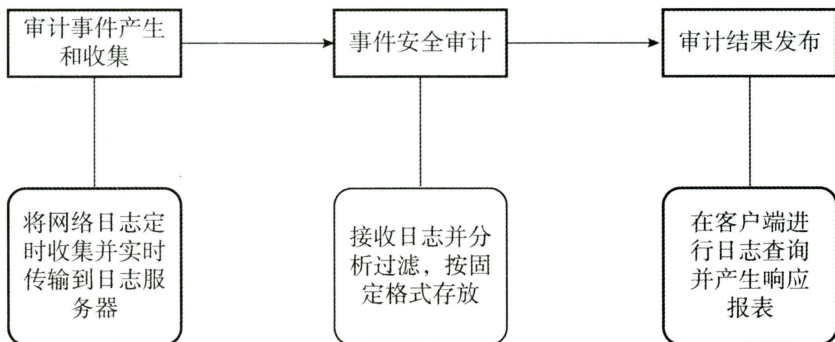 审计事件产生
和收集
事件安全审计
审计结果发布
将网络日志定
时收集并实时
传输到日志服
务器
接收日志并分
析过滤，按固
定格式存放
在客户端进
行日志查询
并产生响应
报表